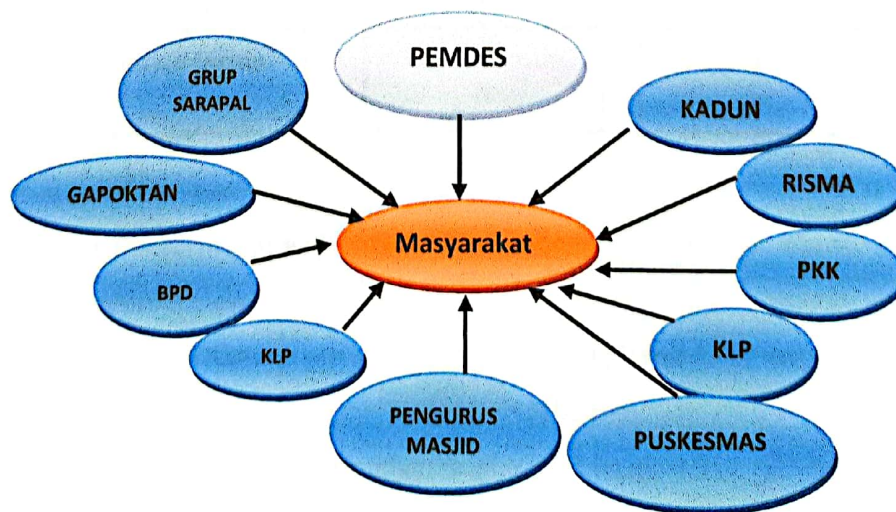 PEMDES
GRUP
SARAPAL
KADUN
GAPOKTAN
RISMA
Masyarakat
BPD
PKK
KLP
KLP
PENGURUS
MASJID
PUSKESMAS